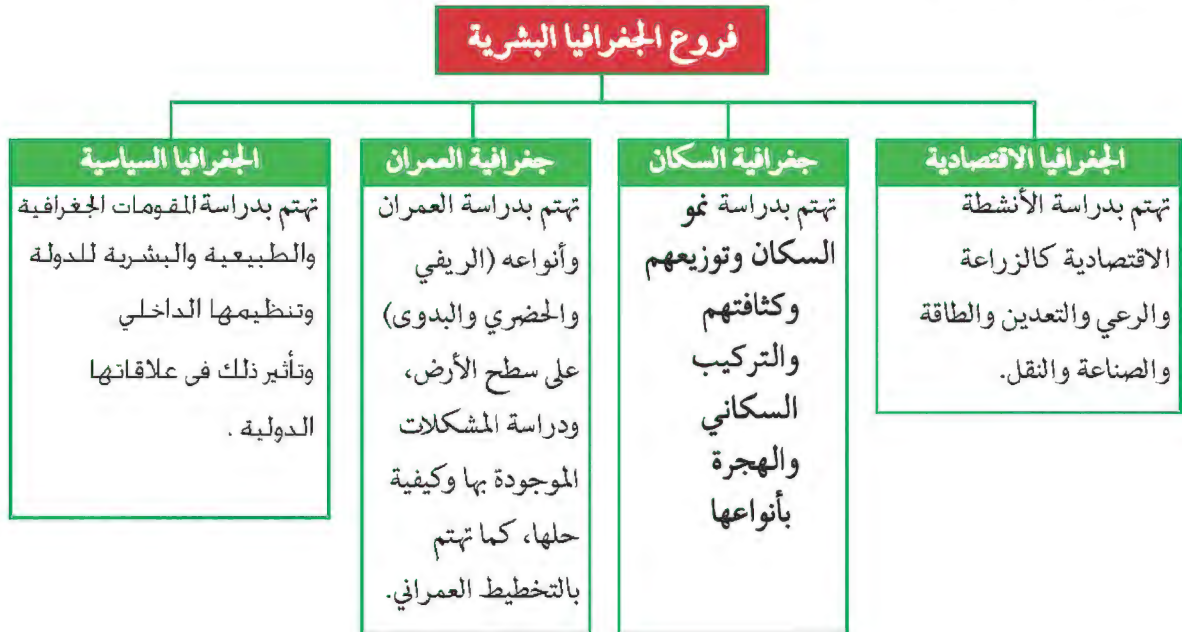 فروع الجغرافيا البشرية
الجغرافيا الاقتصادية
تهتم بدراسة الأنشطة
الاقتصادية كالزراعة
والرعي والتعدين والطاقة
والصناعة والنقل.
جغرافية السكان
تهتم بدراسة نمو
السكان وتوزيعهم
وكثافتهم
والتركيب
السكاني
والهجرة
بأنواعها
جغرافية العمران
تهتم بدراسة العمران
وأنواعه (الريفي
والحضري والبدوى)
على سطح الأرض،
ودراسة المشكلات
الموجودة بها وكيفية
حلها، كما تهتم
بالتخطيط العمراني.
الجغرافيا السياسية
تهتم بدراسة المقومات الجغرافية
والطبيعية والبشرية للدولة
وتنظيمها الداخلي
وتأثير ذلك فى علاقاتها
الدولية .